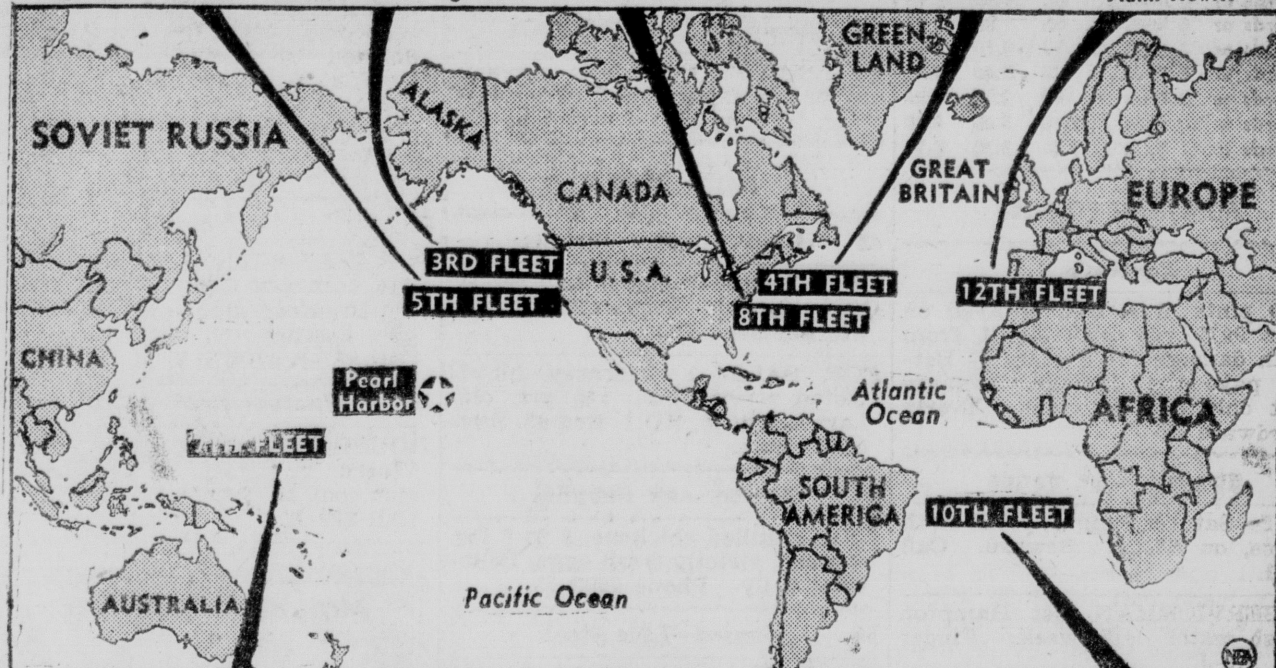 GREEN
LAND
ALASKA
SOVIET RUSSIA
GREAT
BRITAIN
CANADA
EUROPE
3RD FLEET
U.S.A.
4TH FLEET
5TH FLEET
12TH FLEET
8TH FLEET
CHINA
Pearl
Harbor
Atlantic
Ocean
AFRICA
FLEET
SOUTH
AMERICA
10TH FLEET
AUSTRALIA
Pacific Ocean
NEA